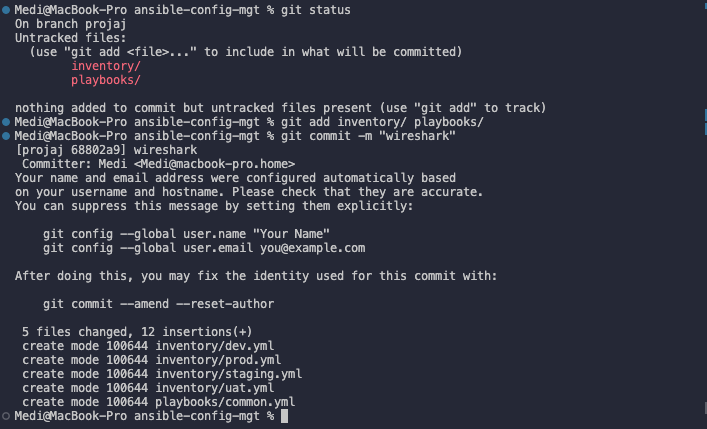 Medi@MacBook-Pro ansible-config-mgt % git status
On branch projaj
Untracked files:
  (use "git add <file>..." to include in what will be committed)
        inventory/
        playbooks/

nothing added to commit but untracked files present (use "git add" to track)
Medi@MacBook-Pro ansible-config-mgt % git add inventory/ playbooks/
Medi@MacBook-Pro ansible-config-mgt % git commit -m "wireshark"
[projaj 68802a9] wireshark
 Committer: Medi <Medi@macbook-pro.home>
Your name and email address were configured automatically based
on your username and hostname. Please check that they are accurate.
You can suppress this message by setting them explicitly:

    git config --global user.name "Your Name"
    git config --global user.email you@example.com

After doing this, you may fix the identity used for this commit with:

    git commit --amend --reset-author

 5 files changed, 12 insertions(+)
 create mode 100644 inventory/dev.yml
 create mode 100644 inventory/prod.yml
 create mode 100644 inventory/staging.yml
 create mode 100644 inventory/uat.yml
 create mode 100644 playbooks/common.yml
Medi@MacBook-Pro ansible-config-mgt %